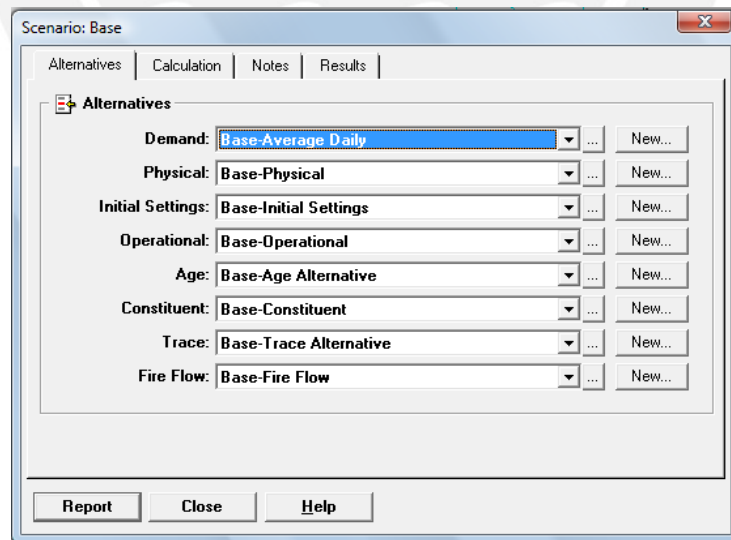 Scenario: Base
Alternatives Calculation Notes Results
Alternatives
Demand: Base-Average Daily ... New...
Physical: Base-Physical ... New...
Initial Settings: Base-Initial Settings ... New...
Operational: Base-Operational ... New...
Age: Base-Age Alternative ... New...
Constituent: Base-Constituent ... New...
Trace: Base-Trace Alternative ... New...
Fire Flow: Base-Fire Flow ... New...
Report Close Help